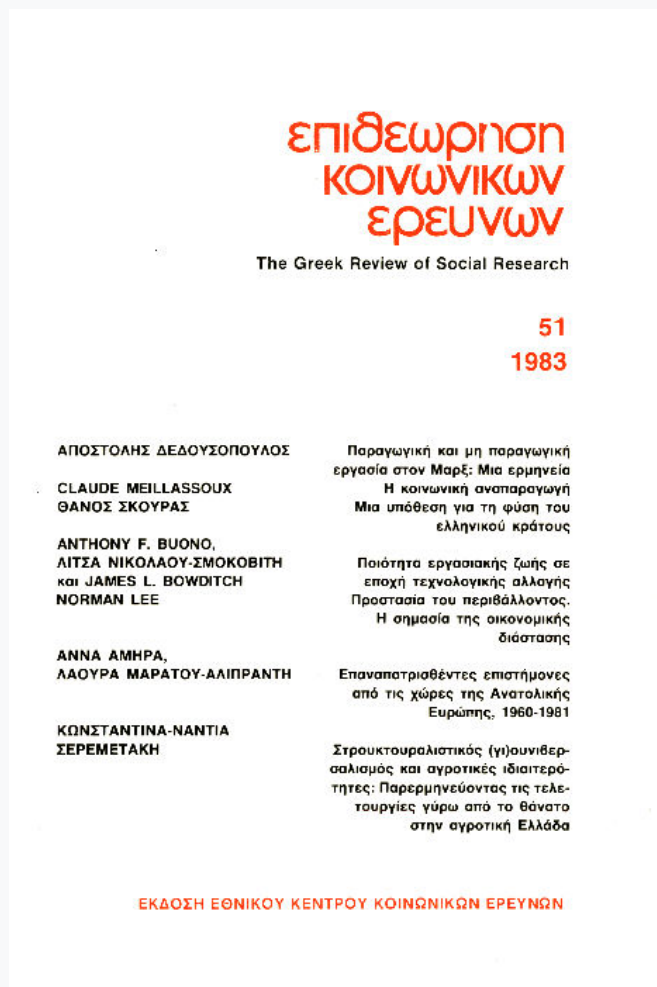 επιθεωρηση
κοινωνικων
ερευνων
The Greek Review of Social Research
51
1983
ΑΠΟΣΤΟΛΗΣ ΔΕΔΟΥΣΟΠΟΥΛΟΣ
Παραγωγική και μη παραγωγική
εργασία στον Μαρξ: Μια ερμηνεία
CLAUDE MEILLASSOUX
Η κοινωνική αναπαραγωγή
ΘΑΝΟΣ ΣΚΟΥΡΑΣ
Μια υπόθεση για τη φύση του
ελληνικού κράτους
ANTHONY F. BUONO,
ΛΙΤΣΑ ΝΙΚΟΛΑΟΥ-ΣΜΟΚΟΒΙΤΗ
και JAMES L. BOWDITCH
Ποιότητα εργασιακής ζωής σε
εποχή τεχνολογικής αλλαγής
NORMAN LEE
Προστασία του περιβάλλοντος.
Η σημασία της οικονομικής
διάστασης
ΑΝΝΑ ΑΜΗΡΑ,
ΛΑΟΥΡΑ ΜΑΡΑΤΟΥ-ΑΛΙΠΡΑΝΤΗ
Επαναπατρισθέντες επιστήμονες
από τις χώρες της Ανατολικής
Ευρώπης, 1960-1981
ΚΩΝΣΤΑΝΤΙΝΑ-ΝΑΝΤΙΑ
ΣΕΡΕΜΕΤΑΚΗ
Στρουκτουραλιστικός (γι)ουνιβερ-
σαλισμός και αγροτικές ιδιαιτερό-
τητες: Παρερμηνεύοντας τις τελε-
τουργίες γύρω από το θάνατο
στην αγροτική Ελλάδα
ΕΚΔΟΣΗ ΕΘΝΙΚΟΥ ΚΕΝΤΡΟΥ ΚΟΙΝΩΝΙΚΩΝ ΕΡΕΥΝΩΝ